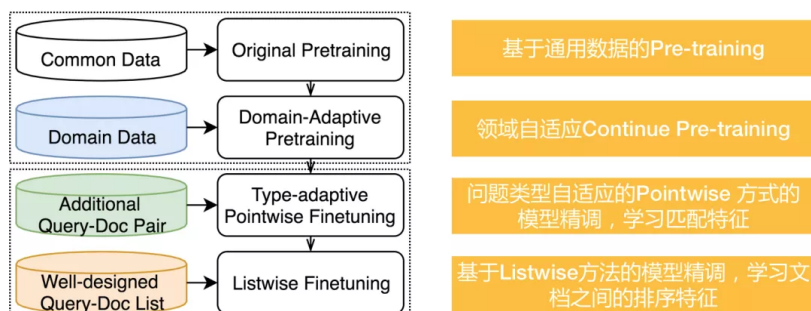 Common Data
Original Pretraining
基于通用数据的Pre-training
Domain Data
Domain-Adaptive
Pretraining
领域自适应Continue Pre-training
Additional
Query-Doc Pair
Type-adaptive
Pointwise Finetuning
问题类型自适应的Pointwise 方式的
模型精调，学习匹配特征
Well-designed
Query-Doc List
Listwise Finetuning
基于Listwise方法的模型精调，学习文
档之间的排序特征